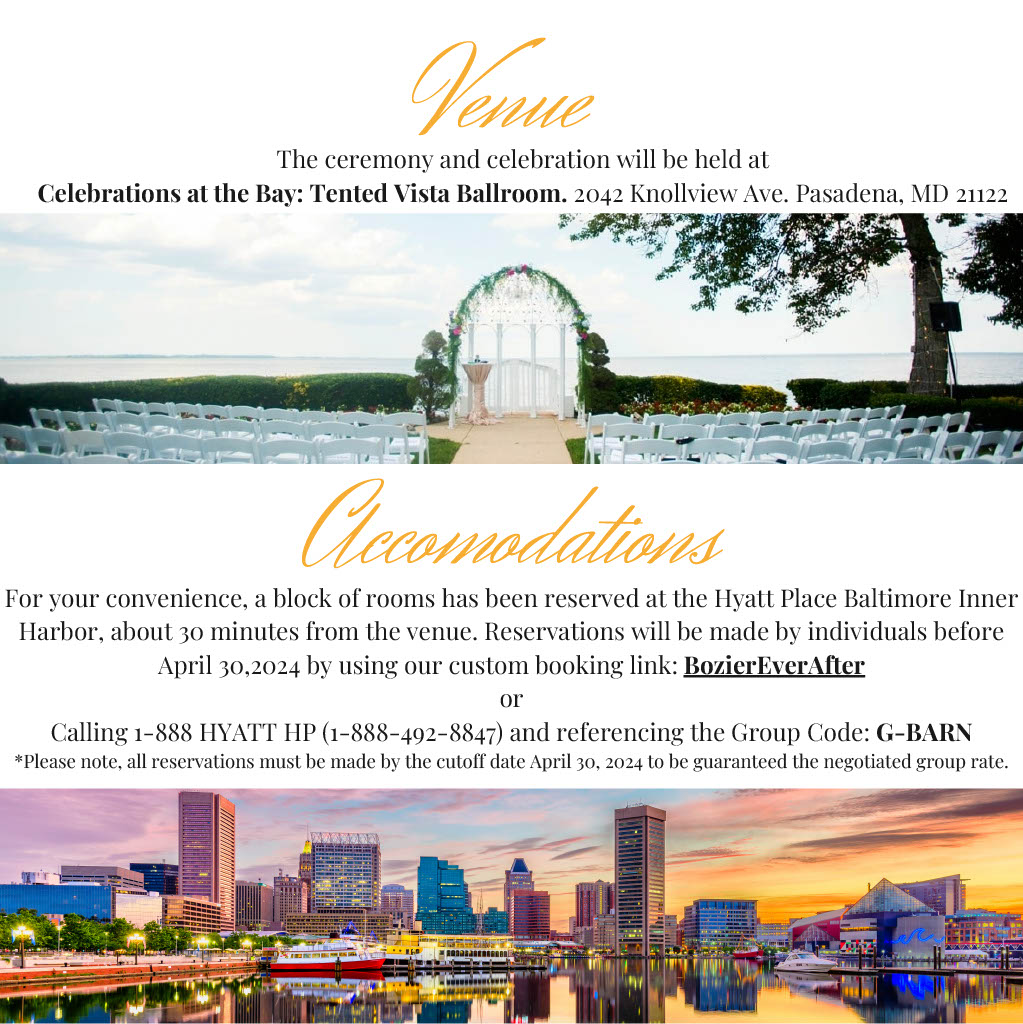 Venue
The ceremony and celebration will be held at
Celebrations at the Bay: Tented Vista Ballroom. 2042 Knollview Ave. Pasadena, MD 21122
Accomodations
For your convenience, a block of rooms has been reserved at the Hyatt Place Baltimore Inner
Harbor, about 30 minutes from the venue. Reservations will be made by individuals before
April 30,2024 by using our custom booking link: BozierEverAfter
or
Calling 1-888 HYATT HP (1-888-492-8847) and referencing the Group Code: G-BARN
*Please note, all reservations must be made by the cutoff date April 30, 2024 to be guaranteed the negotiated group rate.